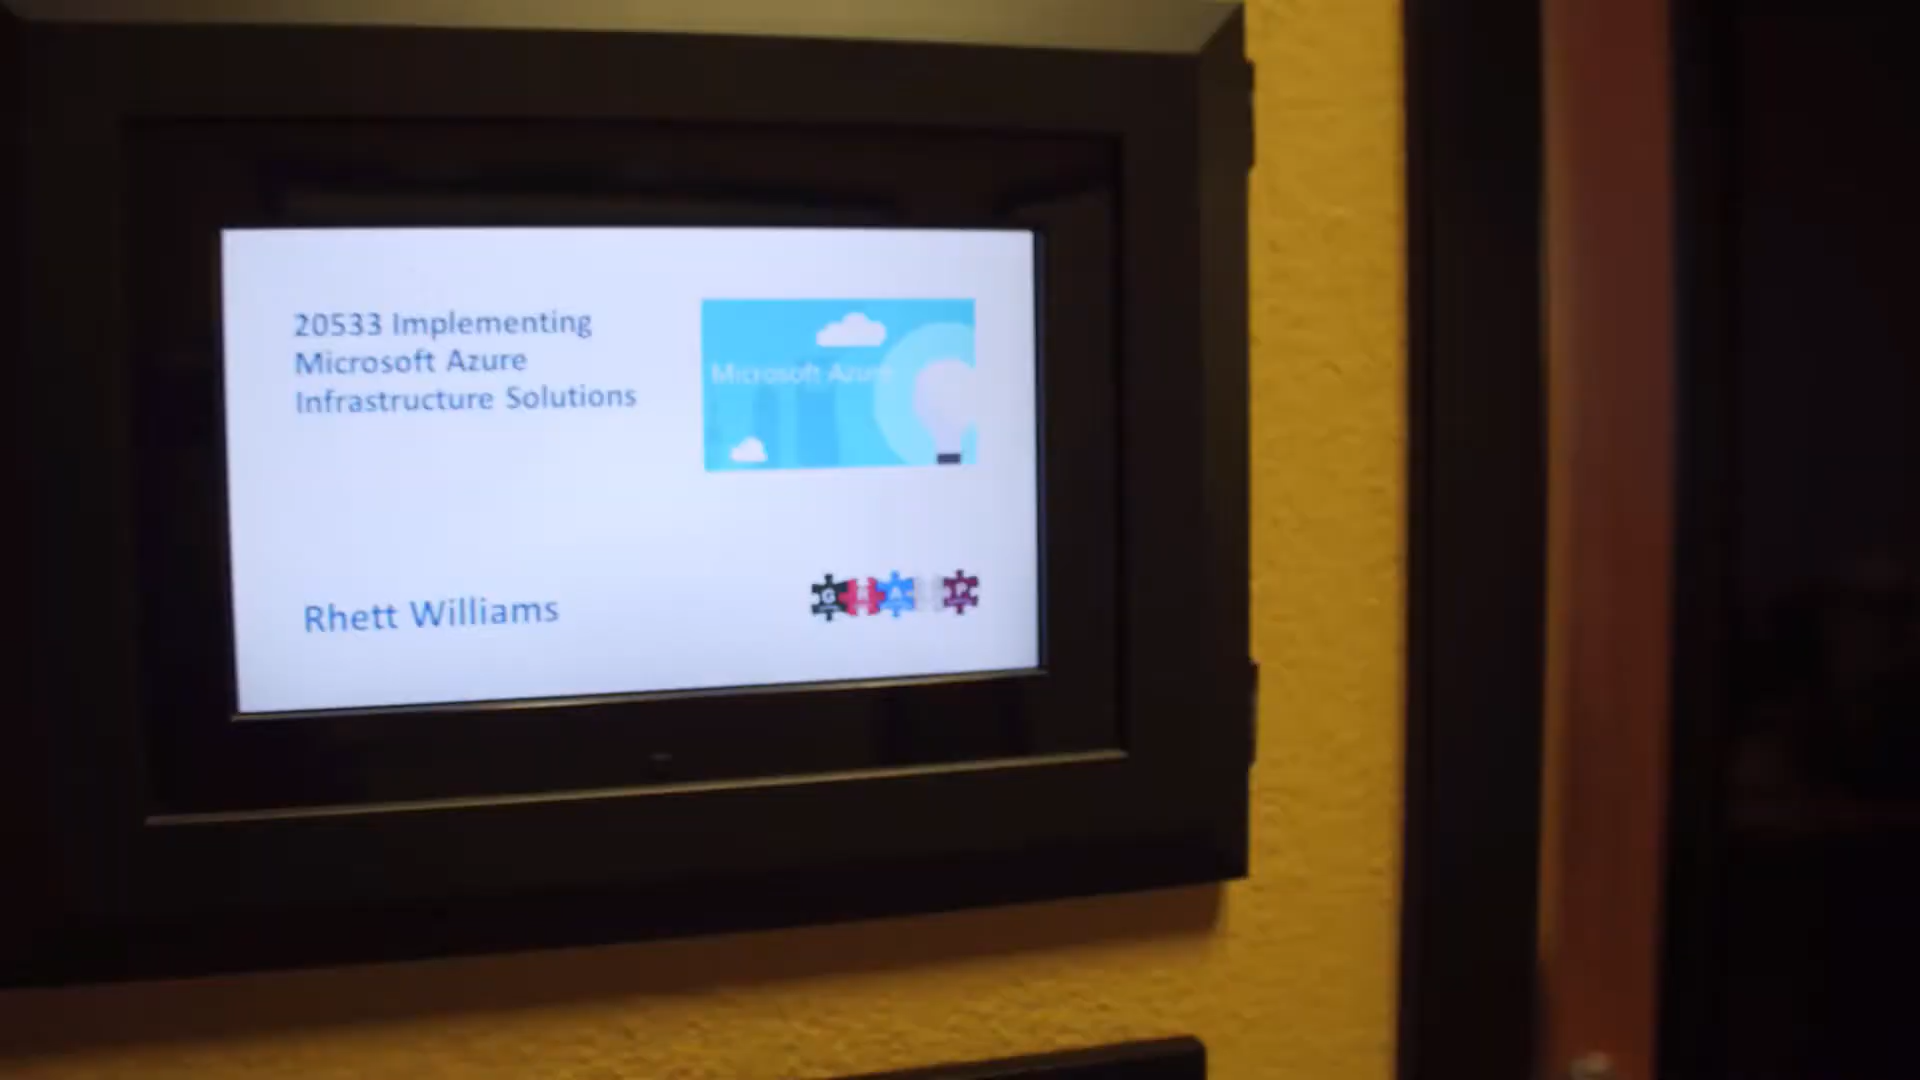 20533 Implementing
Microsoft Azure
Infrastructure Solutions
Microsoft Azure
Rhett Williams
G
A
P